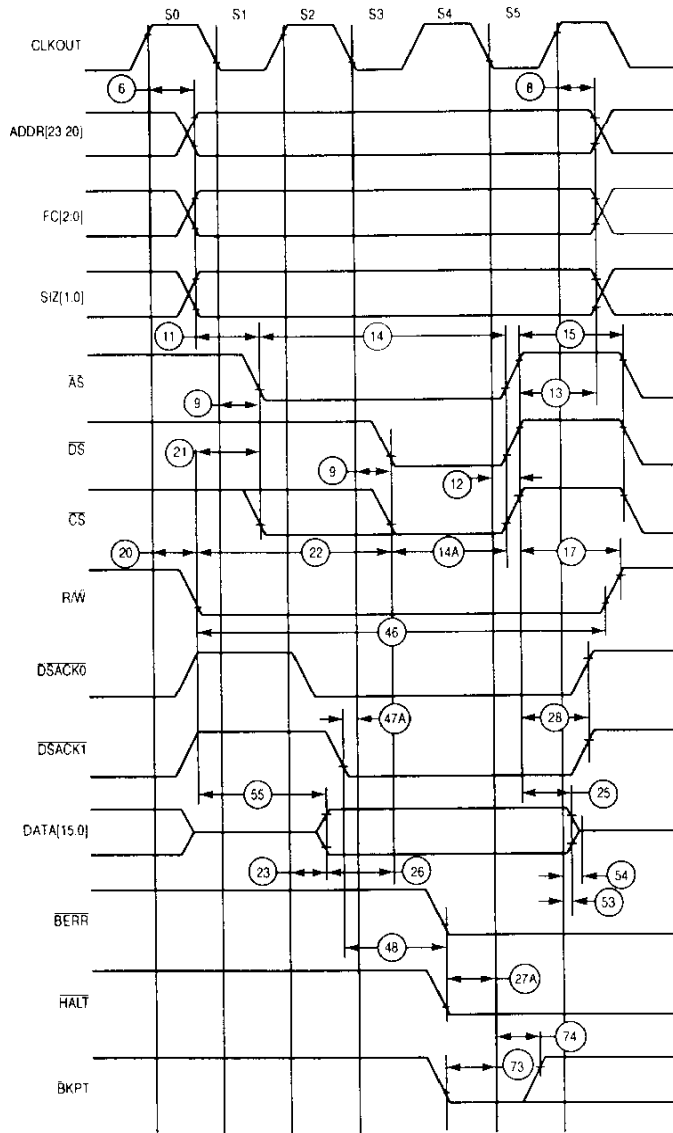 S0 S1 S2 S3 S4 S5
CLKOUT
6 8
ADDR[23 20]
FC[2:0]
SIZ[1.0]
11 14 15
AS
9 13
DS
21 9 12
CS
20 22 14A 17
R/W
46
DSACK0
47A 28
DSACK1
55 25
DATA[15.0]
23 26 54
53
BERR
48
27A
HALT
74
73
BKPT